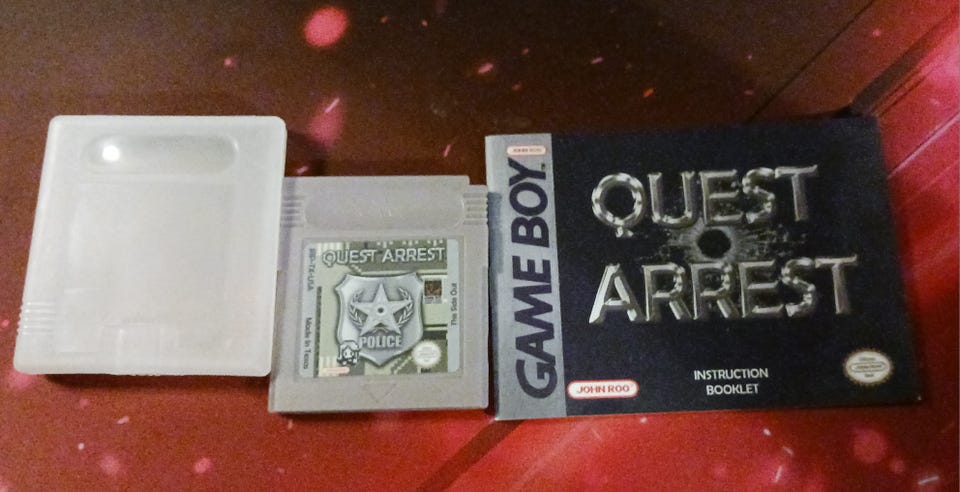 QUEST ARREST
POLICE
Made in Texas
The Side Out
JOHN ROO
GAME BOY
TM
QUEST
ARREST
INSTRUCTION
BOOKLET
JOHN ROO